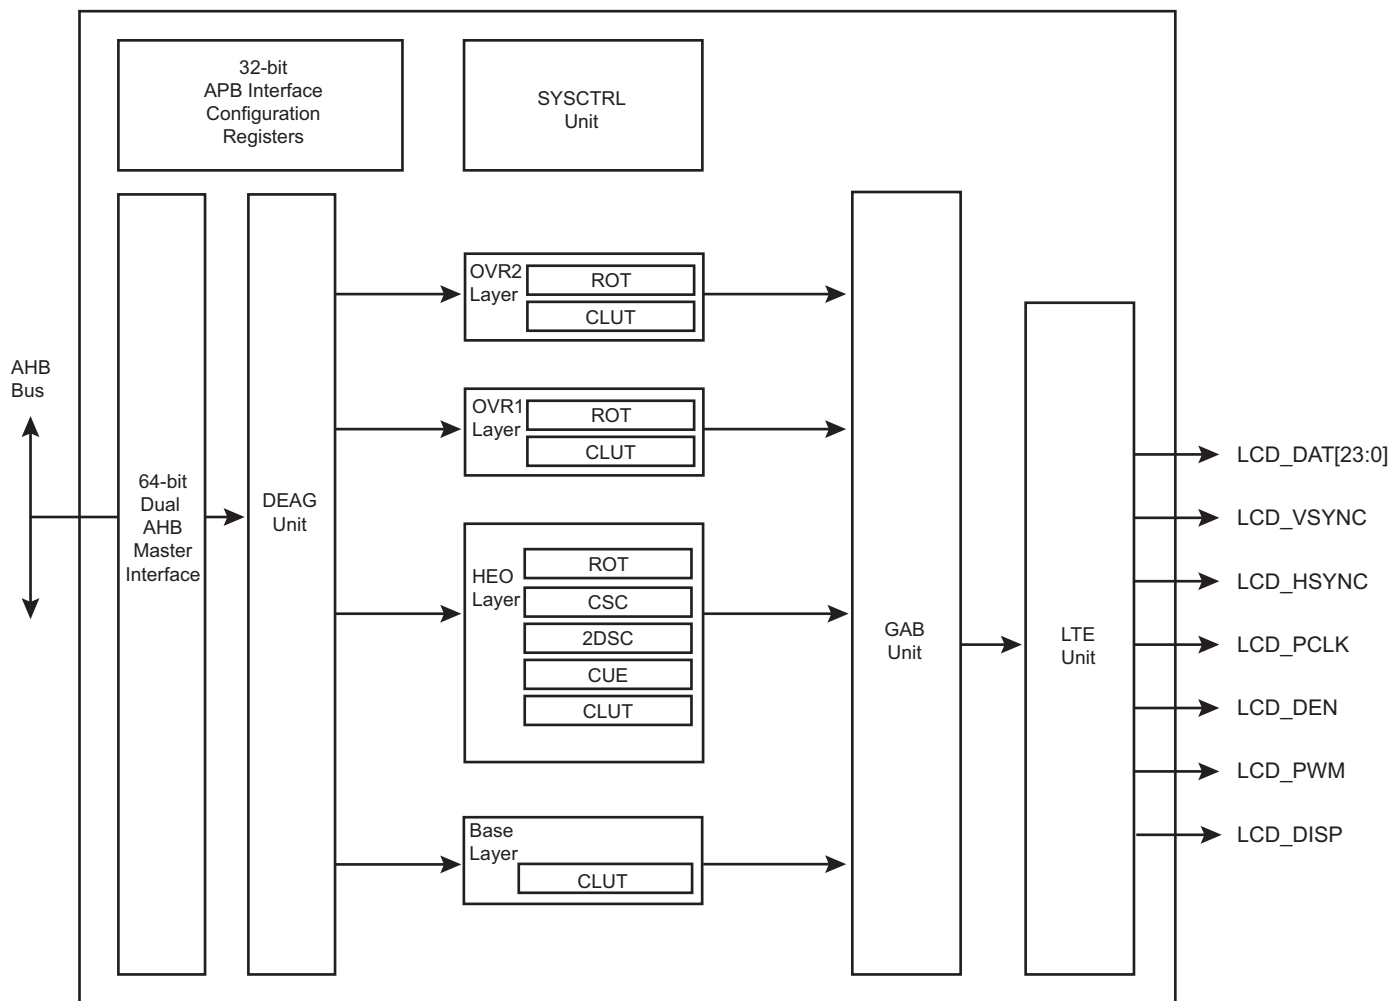 32-bit
APB Interface
Configuration
Registers
SYSCTRL
Unit
AHB
Bus
64-bit
Dual
AHB
Master
Interface
DEAG
Unit
OVR2
Layer
ROT
CLUT
OVR1
Layer
ROT
CLUT
HEO
Layer
ROT
CSC
2DSC
CUE
CLUT
Base
Layer
CLUT
GAB
Unit
LTE
Unit
LCD_DAT[23:0]
LCD_VSYNC
LCD_HSYNC
LCD_PCLK
LCD_DEN
LCD_PWM
LCD_DISP